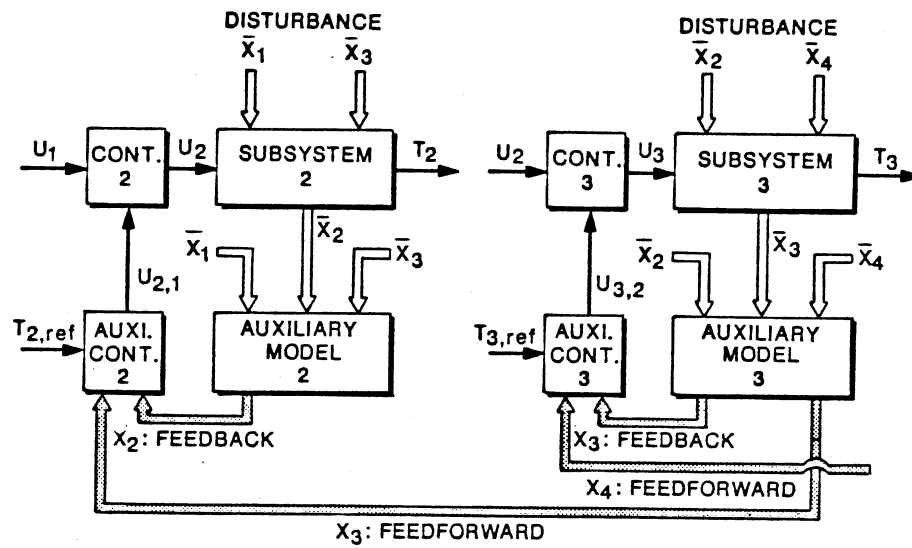 DISTURBANCE
X̄1 X̄3
U1
CONT.
2
U2
SUBSYSTEM
2
T2
X̄2
X̄1
X̄3
U2,1
T2,ref
AUXI.
CONT.
2
AUXILIARY
MODEL
2
X2: FEEDBACK
DISTURBANCE
X̄2 X̄4
U2
CONT.
3
U3
SUBSYSTEM
3
T3
X̄3
X̄2
X̄4
U3,2
T3,ref
AUXI.
CONT.
3
AUXILIARY
MODEL
3
X3: FEEDBACK
X4: FEEDFORWARD
X3: FEEDFORWARD